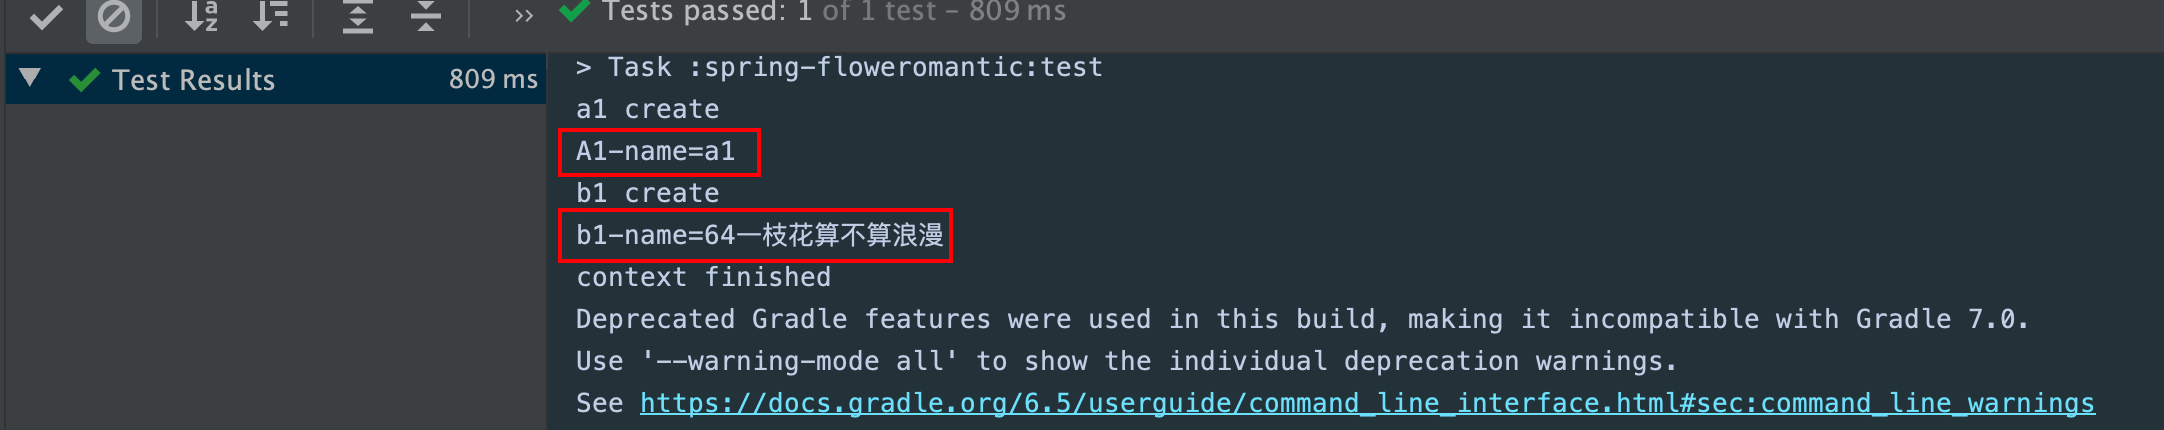 Tests passed: 1 of 1 test – 809 ms
Test Results 809 ms
> Task :spring-floweromantic:test
a1 create
A1-name=a1
b1 create
b1-name=64一枝花算不算浪漫
context finished
Deprecated Gradle features were used in this build, making it incompatible with Gradle 7.0.
Use '--warning-mode all' to show the individual deprecation warnings.
See https://docs.gradle.org/6.5/userguide/command_line_interface.html#sec:command_line_warnings